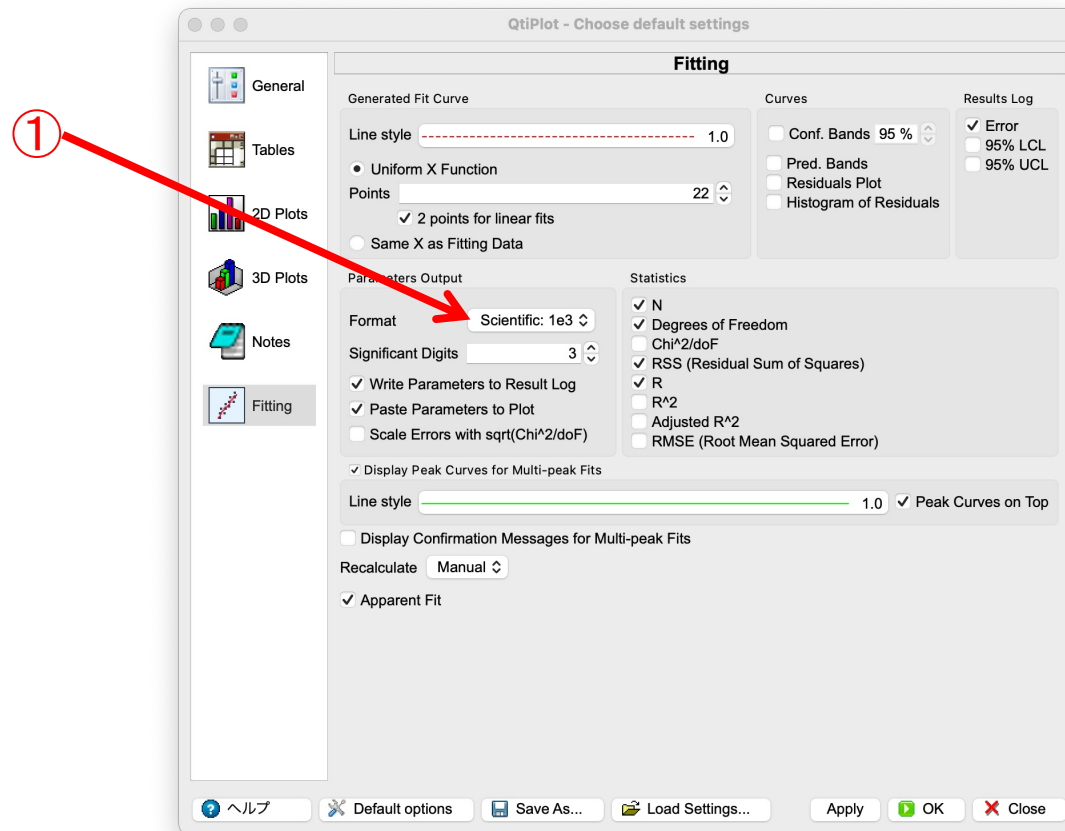 QtiPlot - Choose default settings
①
General
Tables
2D Plots
3D Plots
Notes
Fitting
Fitting
Generated Fit Curve
Line style 1.0
Uniform X Function
Points 22
2 points for linear fits
Same X as Fitting Data
Curves
Conf. Bands 95 %
Pred. Bands
Residuals Plot
Histogram of Residuals
Results Log
Error
95% LCL
95% UCL
Parameters Output
Format Scientific: 1e3
Significant Digits 3
Write Parameters to Result Log
Paste Parameters to Plot
Scale Errors with sqrt(Chi^2/doF)
Statistics
N
Degrees of Freedom
Chi^2/doF
RSS (Residual Sum of Squares)
R
R^2
Adjusted R^2
RMSE (Root Mean Squared Error)
Display Peak Curves for Multi-peak Fits
Line style 1.0 Peak Curves on Top
Display Confirmation Messages for Multi-peak Fits
Recalculate Manual
Apparent Fit
ヘルプ Default options Save As... Load Settings... Apply OK Close